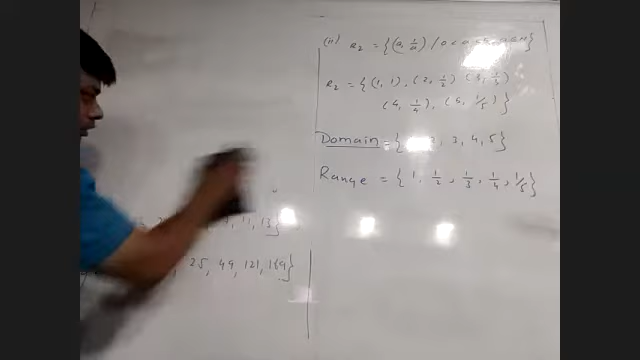 , 11, 13}
25, 49, 121, 169}
(ii) R₂ = {(a, 1/a) / 0 < a
R₂ = {(1, 1), (2, 1/2) (3, 1/3)
(4, 1/4), (5, 1/5)}
Domain = { 2, 3, 4, 5}
Range = {1, 1/2, 1/3, 1/4, 1/5}